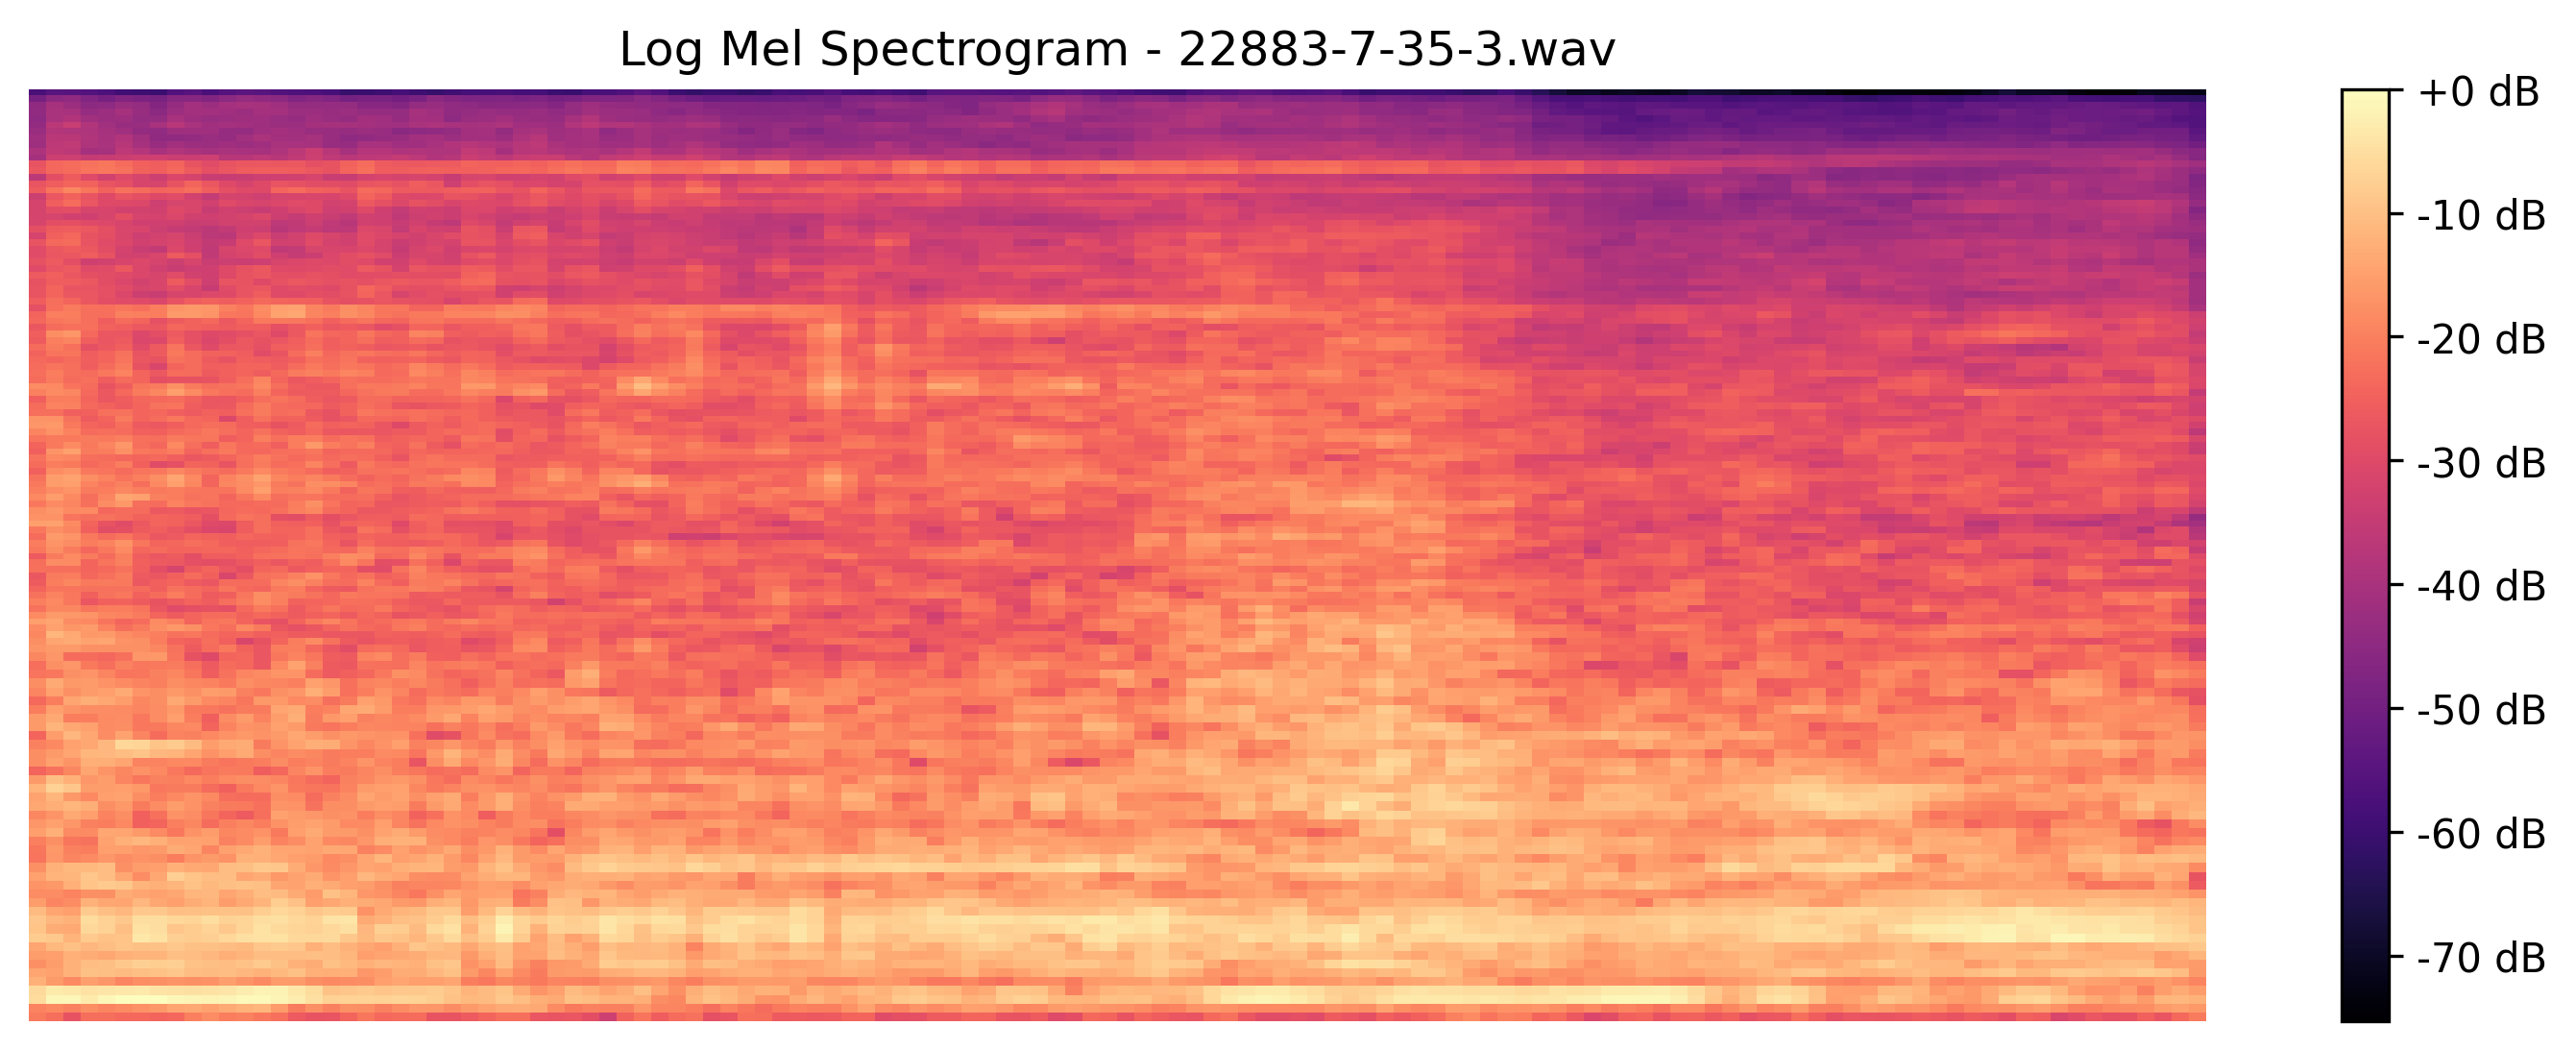 Log Mel Spectrogram - 22883-7-35-3.wav
+0 dB
-10 dB
-20 dB
-30 dB
-40 dB
-50 dB
-60 dB
-70 dB